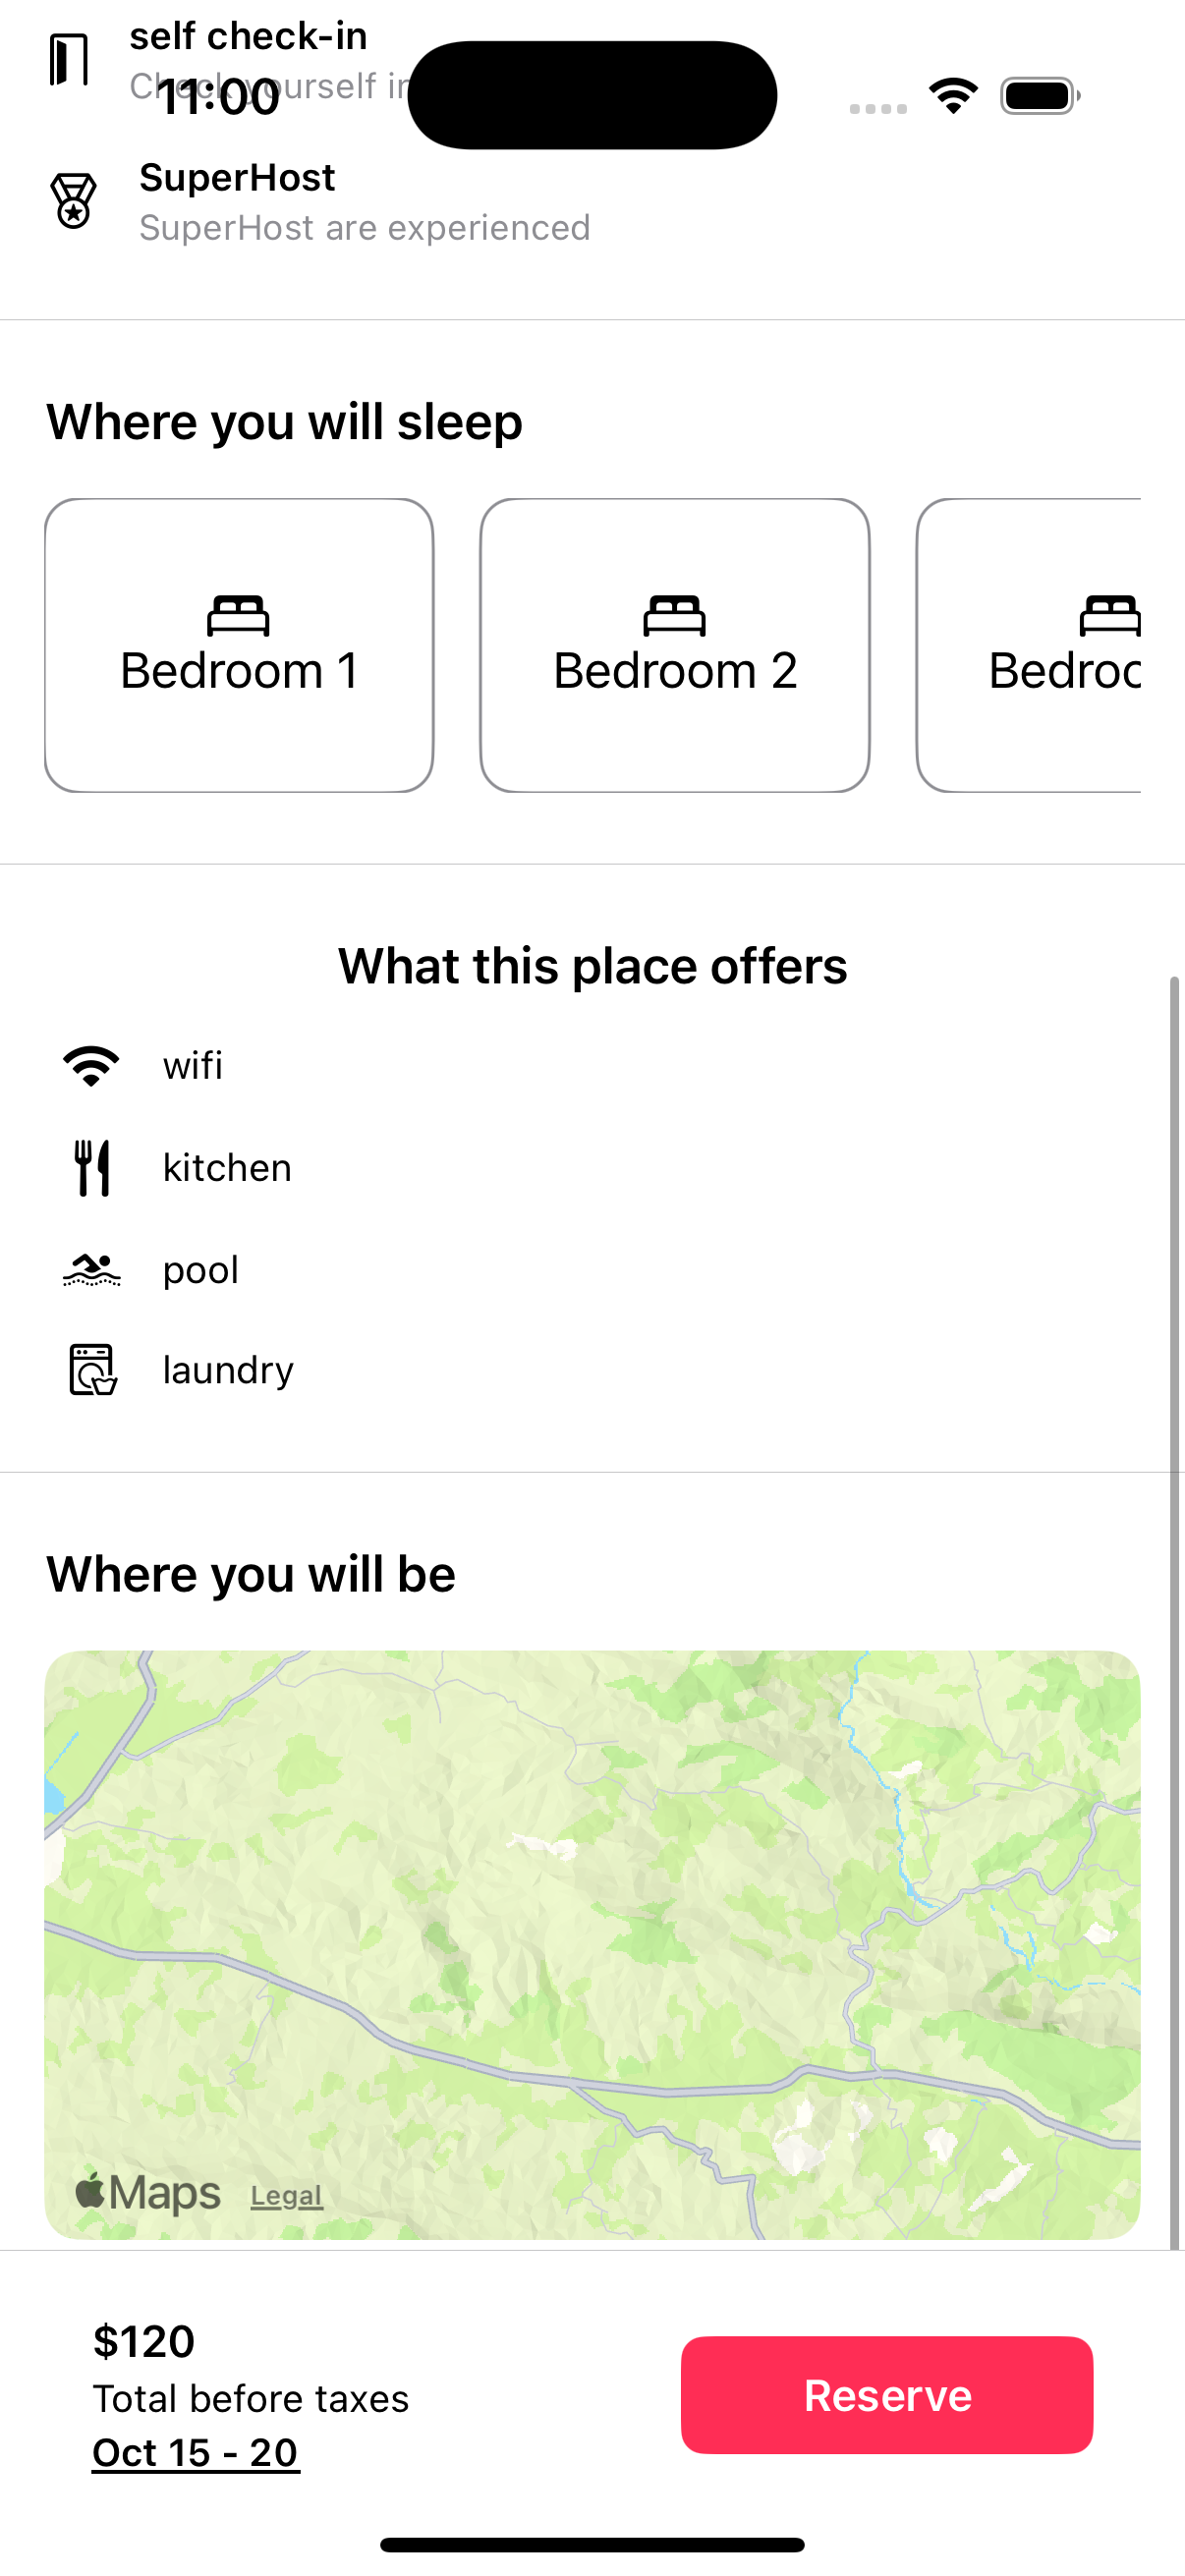 self check-in
Check yourself in
11:00
SuperHost
SuperHost are experienced
Where you will sleep
Bedroom 1
Bedroom 2
Bedroo
What this place offers
wifi
kitchen
pool
laundry
Where you will be
Maps Legal
$120
Total before taxes
Oct 15 - 20
Reserve